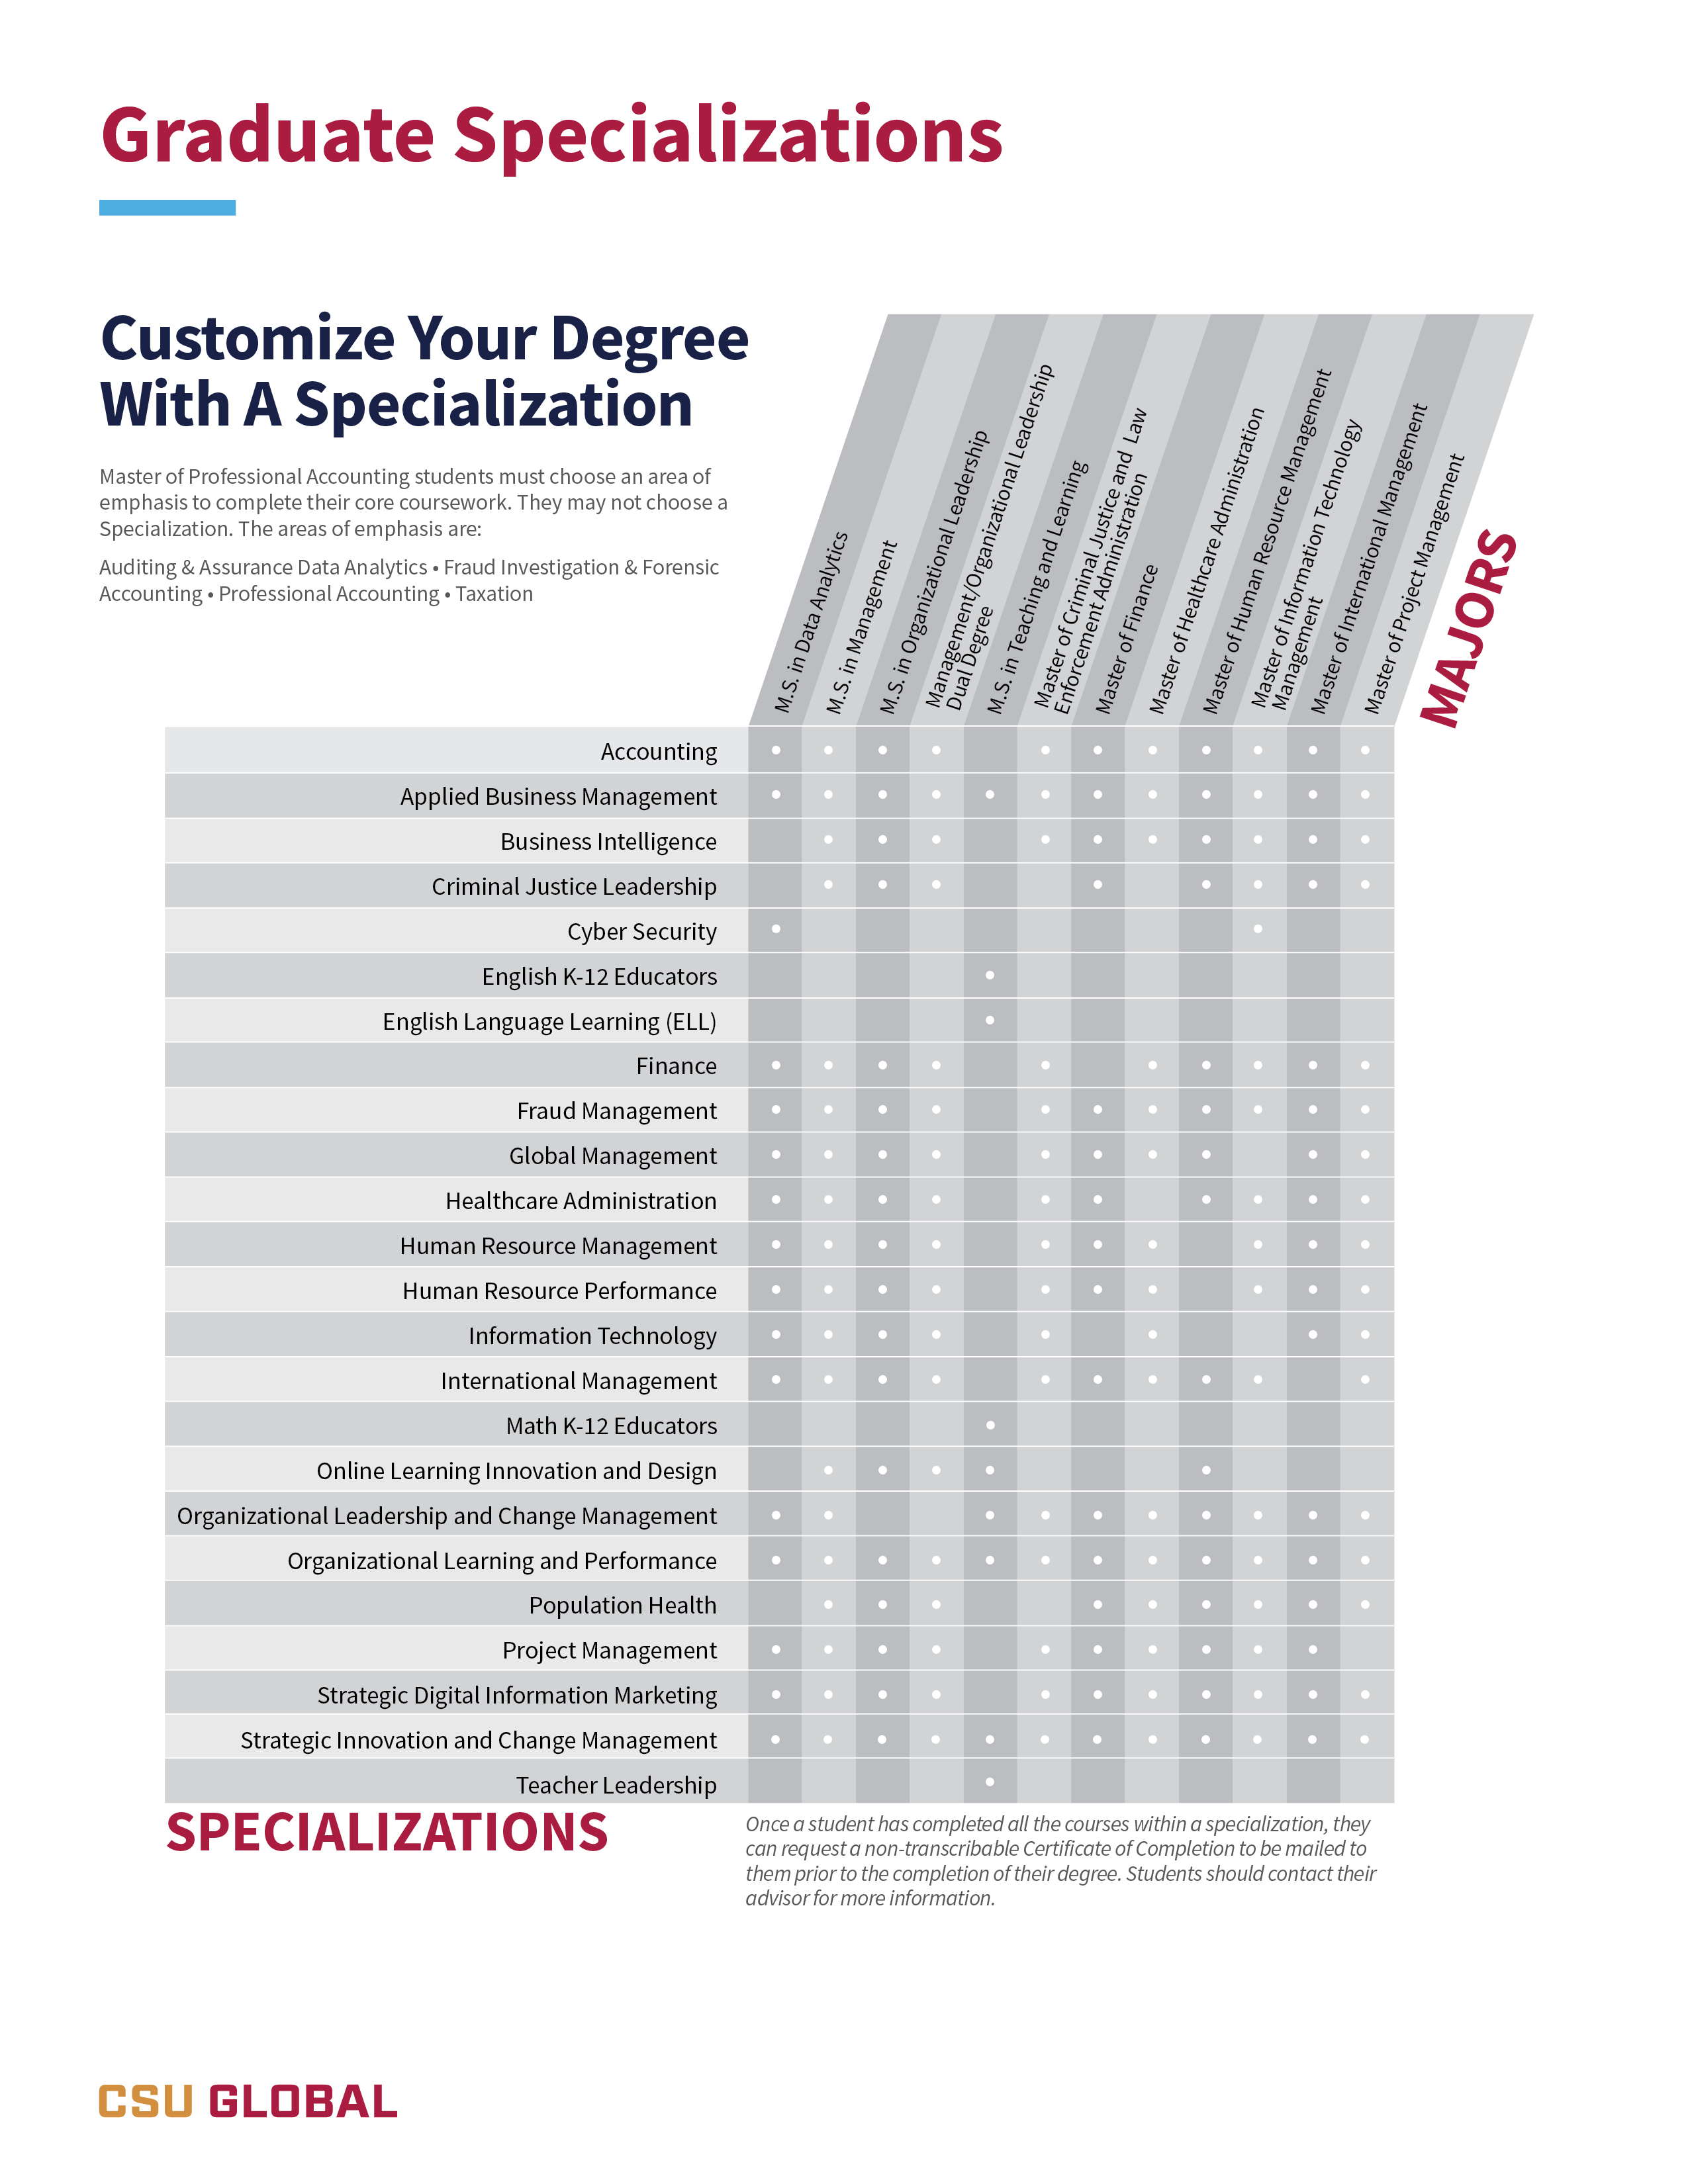 Graduate Specializations
Customize Your Degree
With A Specialization
Master of Professional Accounting students must choose an area of
emphasis to complete their core coursework. They may not choose a
Specialization. The areas of emphasis are:
Auditing & Assurance Data Analytics • Fraud Investigation & Forensic
Accounting • Professional Accounting • Taxation
M.S. in Data Analytics
M.S. in Management
M.S. in Organizational Leadership
Management/Organizational Leadership
Dual Degree
M.S. in Teaching and Learning
Master of Criminal Justice and Law
Enforcement Administration
Master of Finance
Master of Healthcare Administration
Master of Human Resource Management
Master of Information Technology
Management
Master of International Management
Master of Project Management
MAJORS
Accounting
Applied Business Management
Business Intelligence
Criminal Justice Leadership
Cyber Security
English K-12 Educators
English Language Learning (ELL)
Finance
Fraud Management
Global Management
Healthcare Administration
Human Resource Management
Human Resource Performance
Information Technology
International Management
Math K-12 Educators
Online Learning Innovation and Design
Organizational Leadership and Change Management
Organizational Learning and Performance
Population Health
Project Management
Strategic Digital Information Marketing
Strategic Innovation and Change Management
Teacher Leadership
SPECIALIZATIONS
Once a student has completed all the courses within a specialization, they
can request a non-transcribable Certificate of Completion to be mailed to
them prior to the completion of their degree. Students should contact their
advisor for more information.
CSU GLOBAL